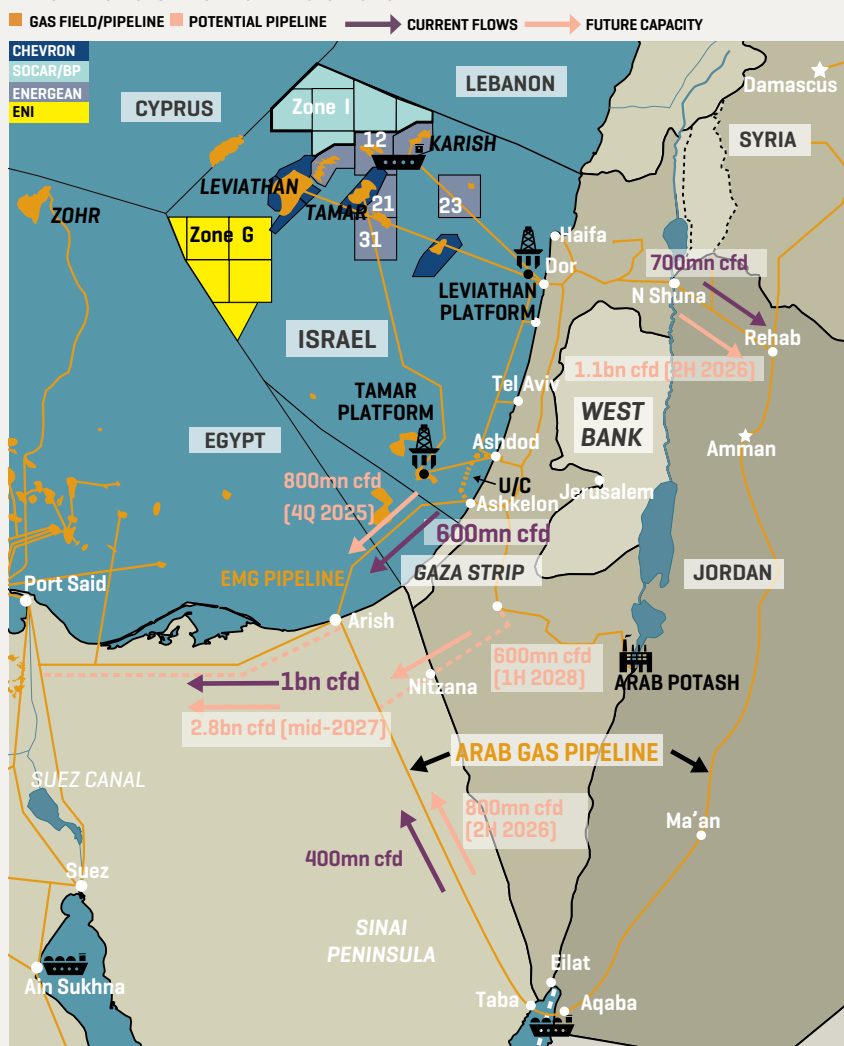 GAS FIELD/PIPELINE
POTENTIAL PIPELINE
CURRENT FLOWS
FUTURE CAPACITY
CHEVRON
SOCAR/BP
ENERGEAN
ENI
CYPRUS
LEBANON
Damascus
SYRIA
Zone I
12
KARISH
LEVIATHAN
TAMAR
21
23
31
ZOHR
Zone G
Haifa
Dor
700mn cfd
N Shuna
LEVIATHAN
PLATFORM
Rehab
ISRAEL
1.1bn cfd (2H 2026)
TAMAR
PLATFORM
Tel Aviv
WEST
BANK
EGYPT
Ashdod
Amman
800mn cfd
(4Q 2025)
U/C
Jerusalem
Ashkelon
600mn cfd
EMG PIPELINE
GAZA STRIP
JORDAN
Port Said
Arish
600mn cfd
(1H 2028)
1bn cfd
Nitzana
ARAB POTASH
2.8bn cfd (mid-2027)
ARAB GAS PIPELINE
SUEZ CANAL
800mn cfd
(2H 2026)
Ma'an
400mn cfd
Suez
SINAI
PENINSULA
Eilat
Ain Sukhna
Taba
Aqaba